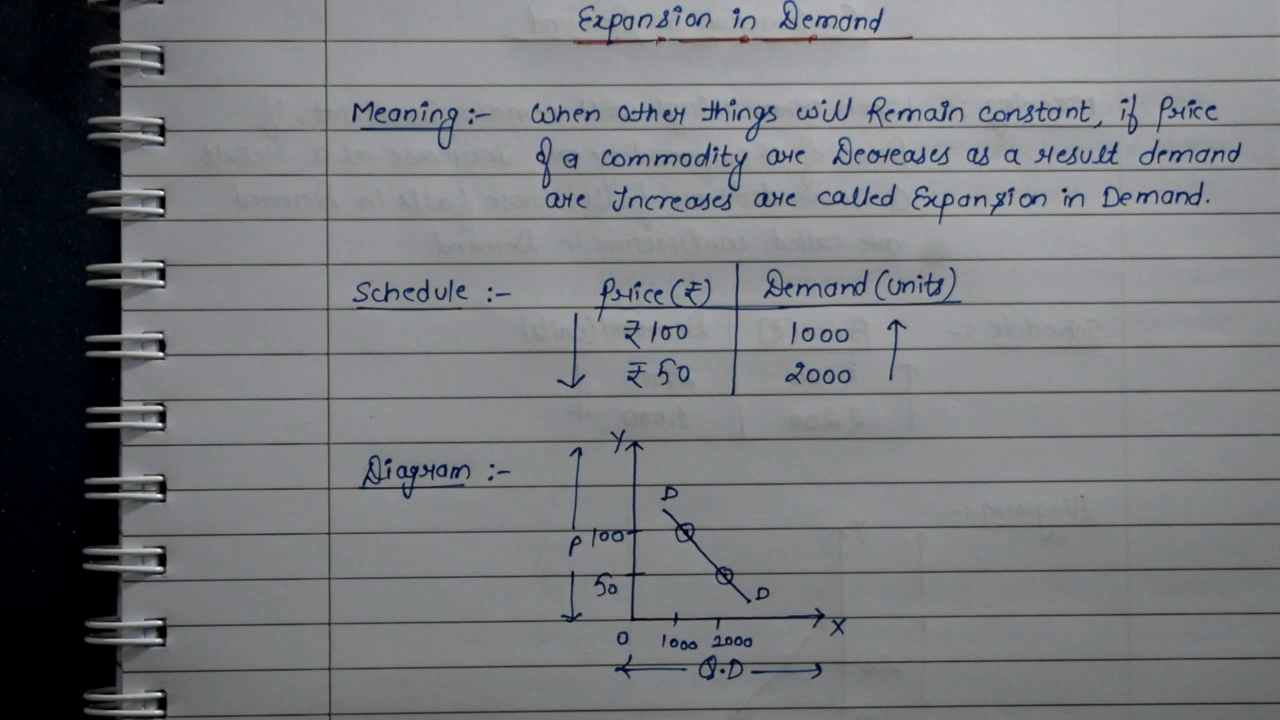 Expansion in Demand
Meaning:- When other things will Remain constant, if Price
of a commodity are Decreases as a result demand
are Increases are called Expansion in Demand.
Schedule :- Price (₹) Demand (units)
₹ 100 1000
₹ 50 2000
Diagram :-
Y
D
P 100
50
D
0 1000 2000 X
Q.D